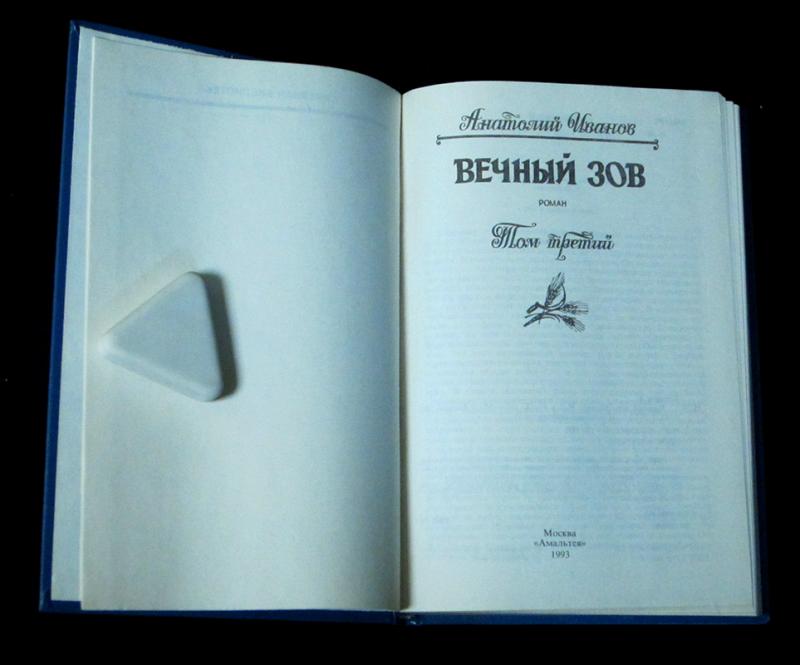 Анатолий Иванов
ВЕЧНЫЙ ЗОВ
РОМАН
Том третий
Москва
«Амальтея»
1993